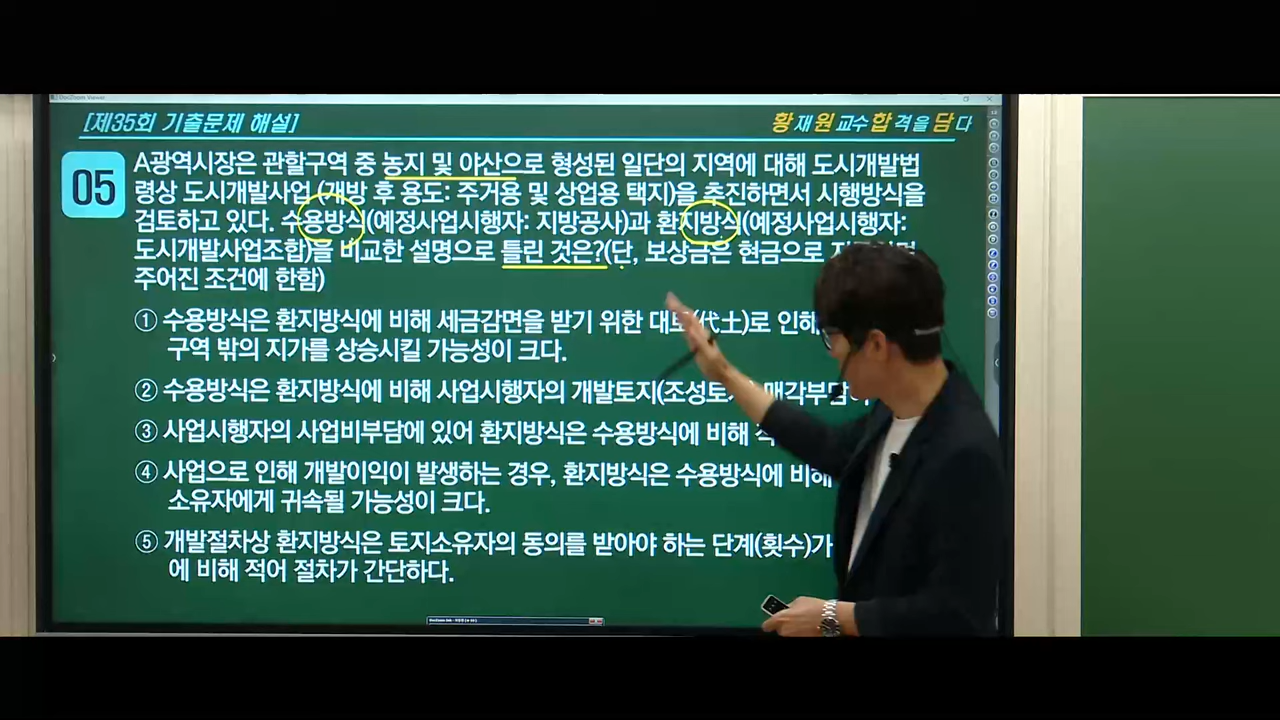 [제35회 기출문제 해설]
황재원교수합격을담다
05
A광역시장은 관할구역 중 농지 및 야산으로 형성된 일단의 지역에 대해 도시개발법
령상 도시개발사업 (개방 후 용도: 주거용 및 상업용 택지)을 추진하면서 시행방식을
검토하고 있다. 수용방식(예정사업시행자: 지방공사)과 환지방식(예정사업시행자:
도시개발사업조합)을 비교한 설명으로 틀린 것은?(단, 보상금은 현금으로
주어진 조건에 한함)
① 수용방식은 환지방식에 비해 세금감면을 받기 위한 대토(代土)로 인해
구역 밖의 지가를 상승시킬 가능성이 크다.
② 수용방식은 환지방식에 비해 사업시행자의 개발토지(조성토지) 매각부담이
③ 사업시행자의 사업비부담에 있어 환지방식은 수용방식에 비해
④ 사업으로 인해 개발이익이 발생하는 경우, 환지방식은 수용방식에 비해
소유자에게 귀속될 가능성이 크다.
⑤ 개발절차상 환지방식은 토지소유자의 동의를 받아야 하는 단계(횟수)가
에 비해 적어 절차가 간단하다.